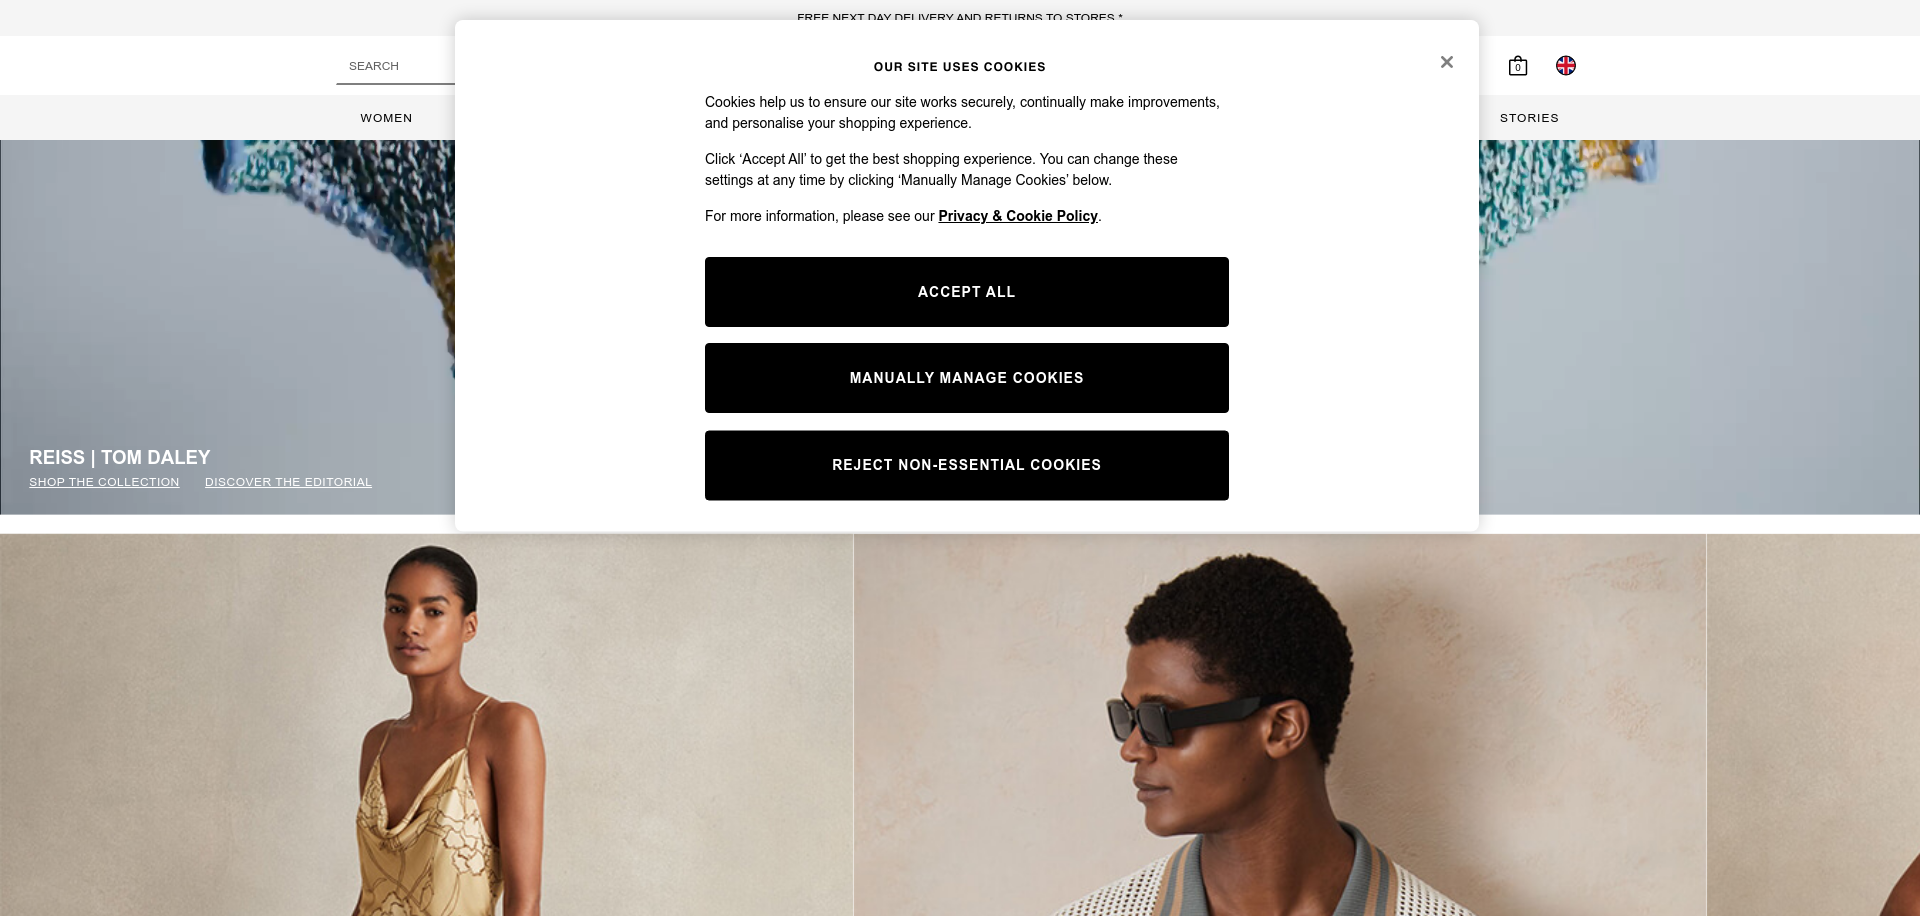 FREE NEXT DAY DELIVERY AND RETURNS TO STORES *
SEARCH
0
WOMEN
STORIES
OUR SITE USES COOKIES
Cookies help us to ensure our site works securely, continually make improvements,
and personalise your shopping experience.
Click ‘Accept All’ to get the best shopping experience. You can change these
settings at any time by clicking ‘Manually Manage Cookies’ below.
For more information, please see our Privacy & Cookie Policy.
ACCEPT ALL
MANUALLY MANAGE COOKIES
REJECT NON-ESSENTIAL COOKIES
REISS | TOM DALEY
SHOP THE COLLECTION DISCOVER THE EDITORIAL